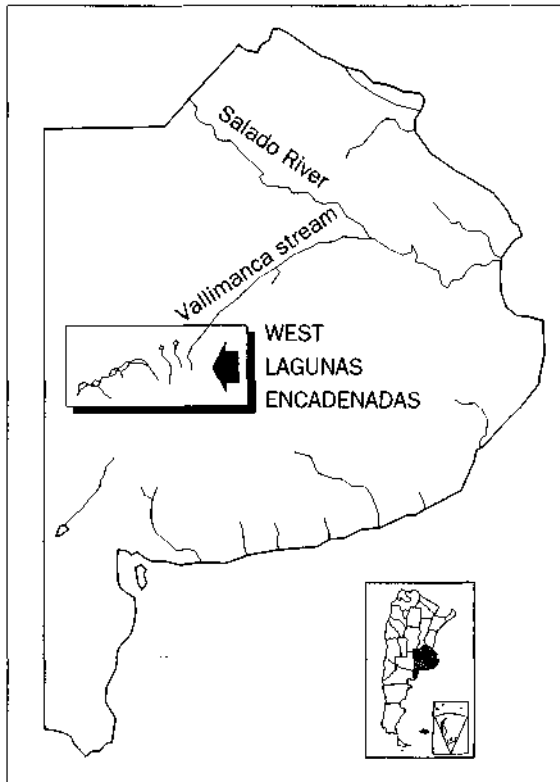 Salado River
Vallimanca stream
WEST
LAGUNAS
ENCADENADAS